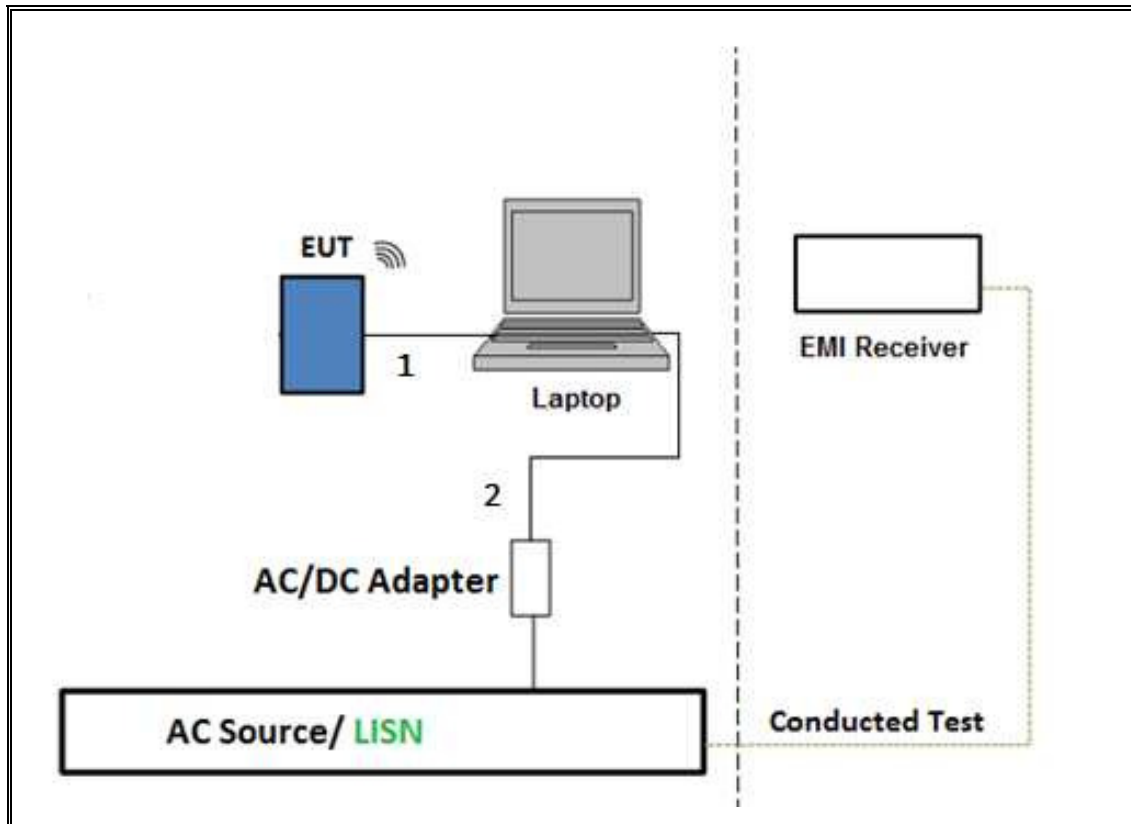 EUT
1
Laptop
EMI Receiver
2
AC/DC Adapter
AC Source/ LISN
Conducted Test